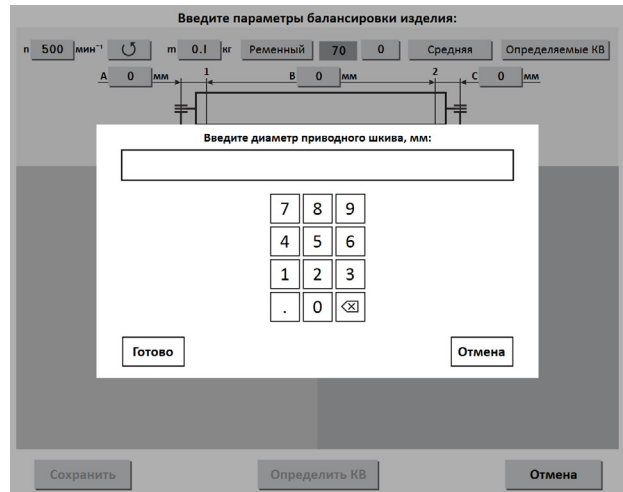 Введите параметры балансировки изделия:
n 500 мин⁻¹ m 0.1 кг Ременный 70 0 Средняя Определяемые КВ
A 0 мм 1 B 0 мм 2 C 0 мм
Введите диаметр приводного шкива, мм:
7 8 9
4 5 6
1 2 3
. 0
Готово Отмена
Сохранить Определить КВ Отмена